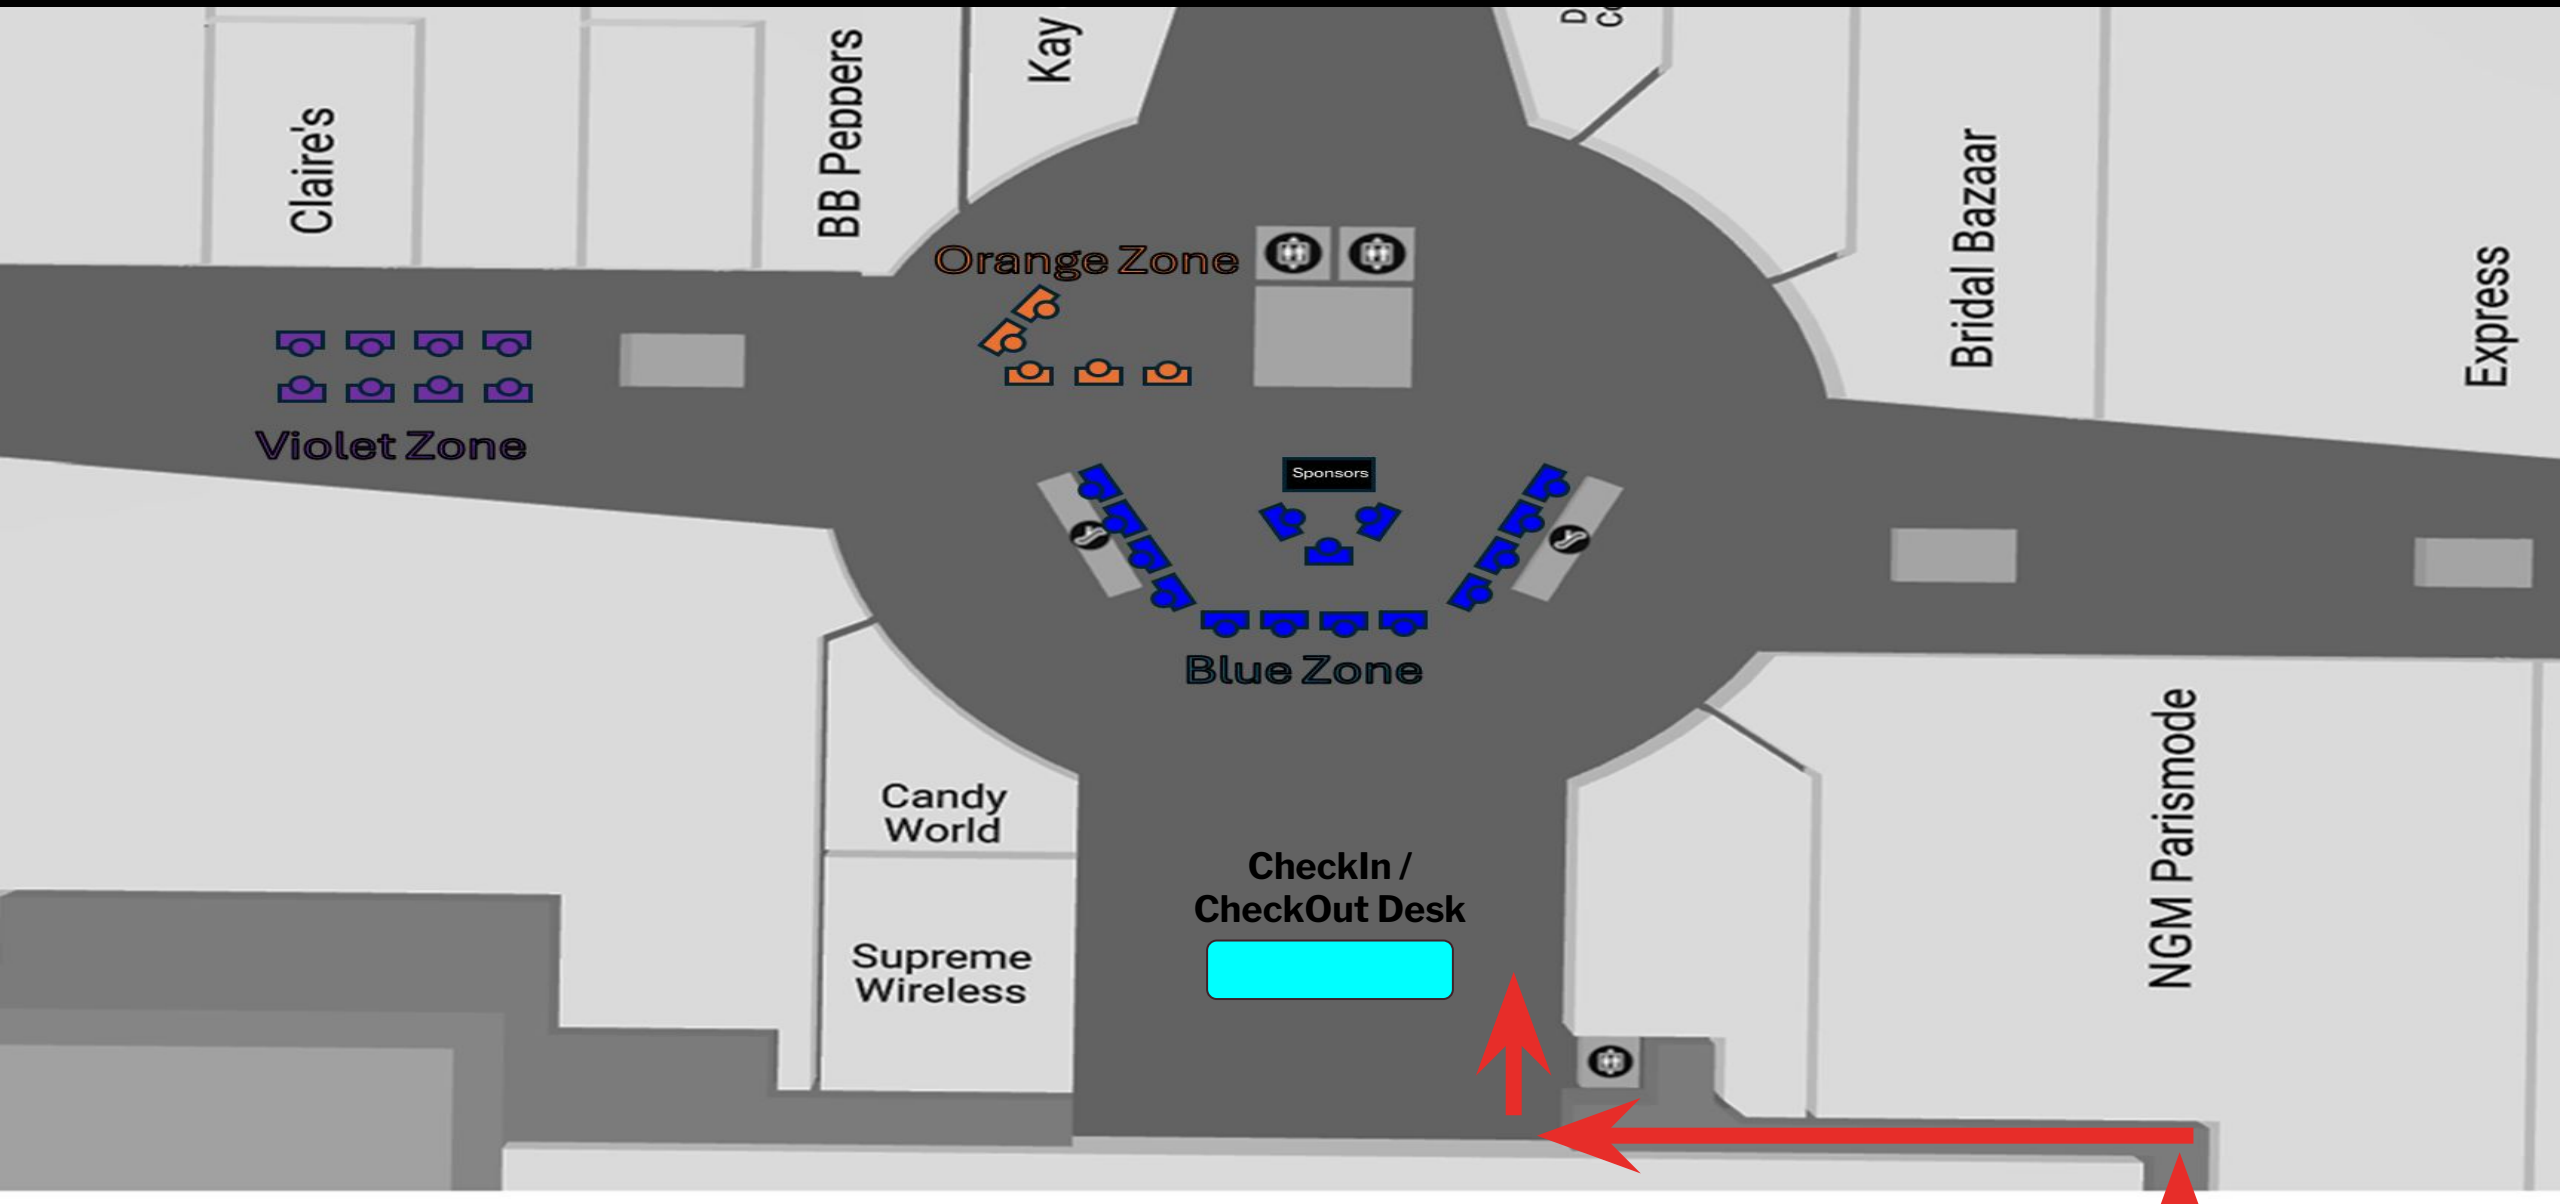 Kay
D
Co
BB Peppers
Claire's
Bridal Bazaar
Orange Zone
Express
Violet Zone
Sponsors
Blue Zone
NGM Parismode
Candy
World
CheckIn /
CheckOut Desk
Supreme
Wireless